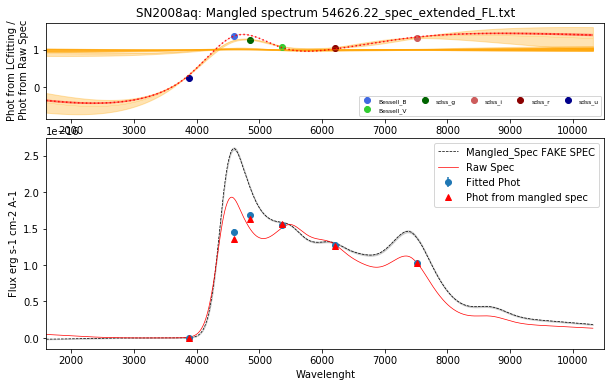 SN2008aq: Mangled spectrum 54626.22_spec_extended_FL.txt
Phot from LCfitting /
Phot from Raw Spec
1
0
Bessell_B
Bessell_V
sdss_g
sdss_i
sdss_r
sdss_u
2000 3000 4000 5000 6000 7000 8000 9000 10000
1e−16
Flux erg s-1 cm-2 A-1
2.5
2.0
1.5
1.0
0.5
0.0
Mangled_Spec FAKE SPEC
Raw Spec
Fitted Phot
Phot from mangled spec
2000 3000 4000 5000 6000 7000 8000 9000 10000
Wavelenght